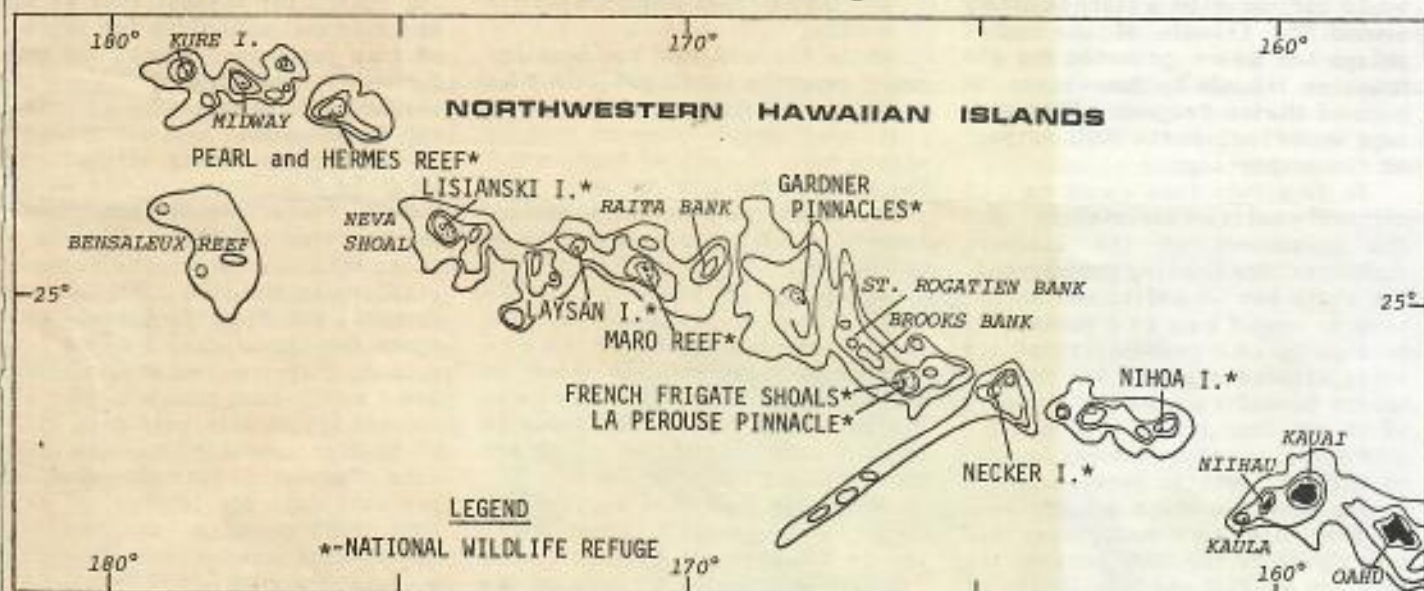 180°
170°
160°
KURE I.
MIDWAY
NORTHWESTERN HAWAIIAN ISLANDS
PEARL and HERMES REEF*
LISIANSKI I.*
NEVA
SHOAL
RAITA BANK
GARDNER
PINNACLES*
BENSALEUX REEF
25°
25°
LAYSAN I.*
MARO REEF*
ST. ROGATIEN BANK
BROOKS BANK
FRENCH FRIGATE SHOALS*
LA PEROUSE PINNACLE*
NIHOA I.*
NECKER I.*
KAUAI
NIIHAU
KAULA
OAHU
LEGEND
*-NATIONAL WILDLIFE REFUGE
180°
170°
160°